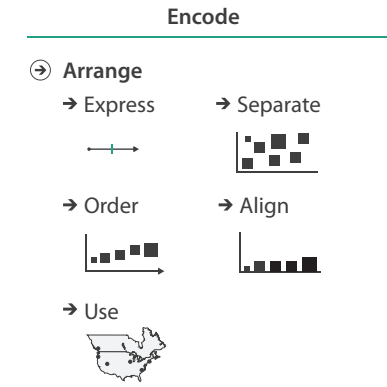 Encode
Arrange
Express
Separate
Order
Align
Use